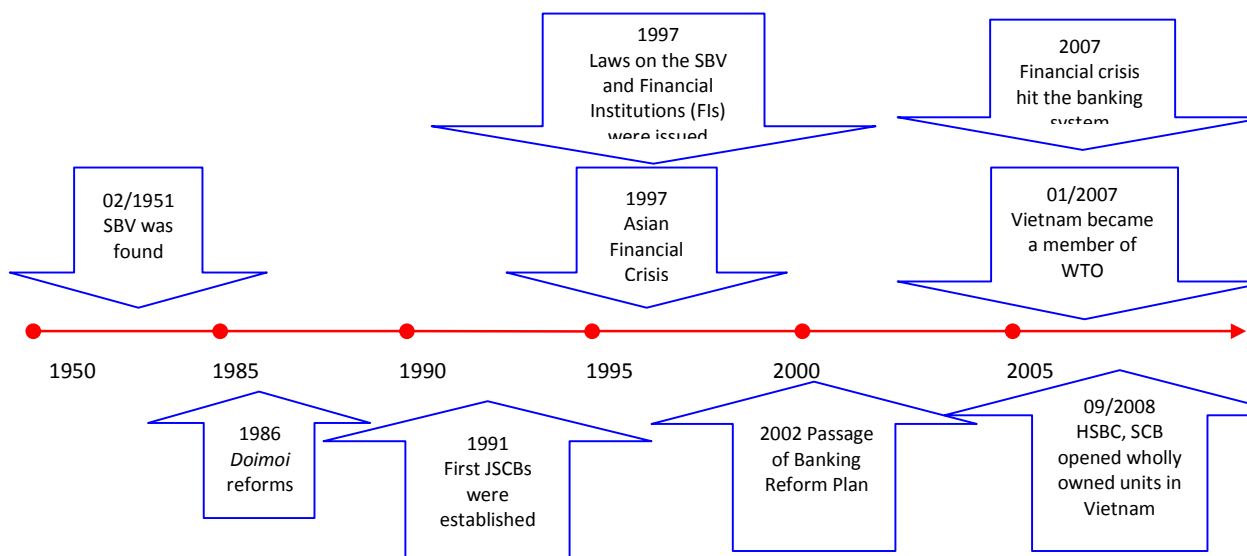 1997
Laws on the SBV
and Financial
Institutions (FIs)
were issued
2007
Financial crisis
hit the banking
system
02/1951
SBV was
found
1997
Asian
Financial
Crisis
01/2007
Vietnam became
a member of
WTO
1950
1985
1990
1995
2000
2005
1986
Doimoi
reforms
1991
First JSCBs
were
established
2002 Passage
of Banking
Reform Plan
09/2008
HSBC, SCB
opened wholly
owned units in
Vietnam